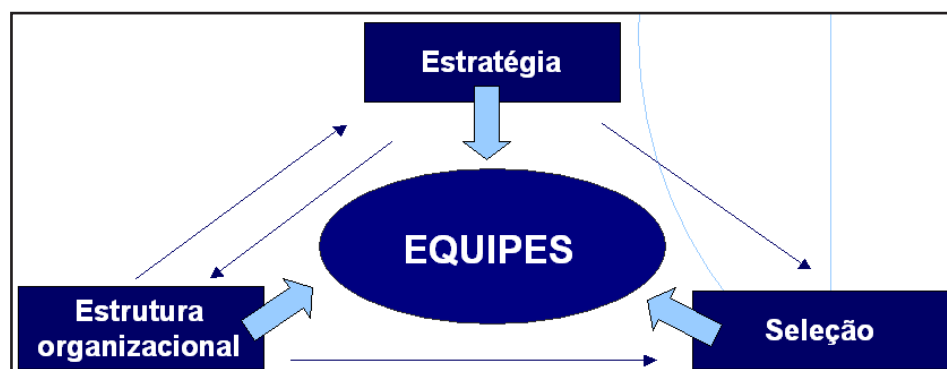 Estratégia
EQUIPES
Estrutura
organizacional
Seleção